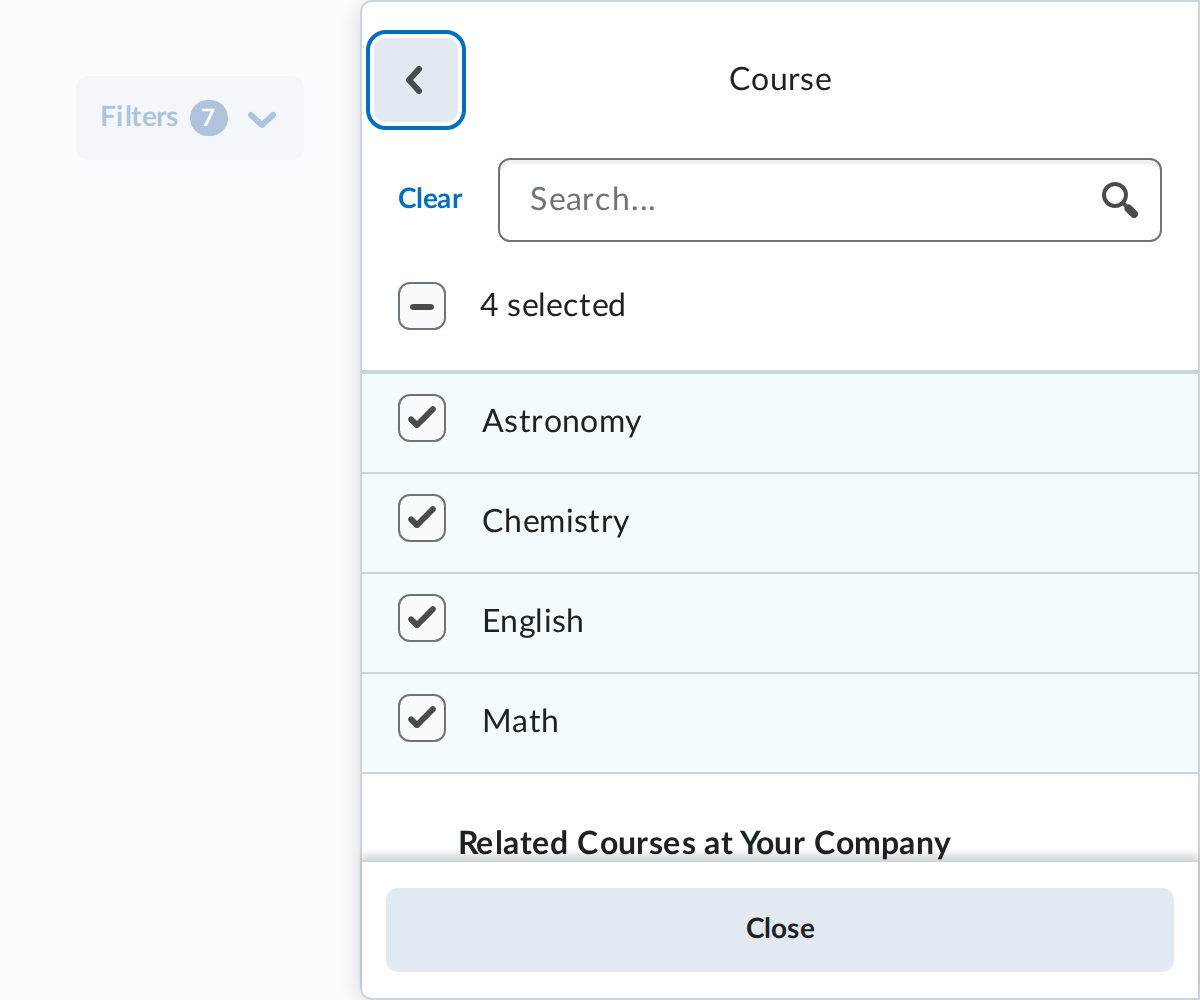 Filters 7
Course
Clear
Search...
4 selected
Astronomy
Chemistry
English
Math
Related Courses at Your Company
Close